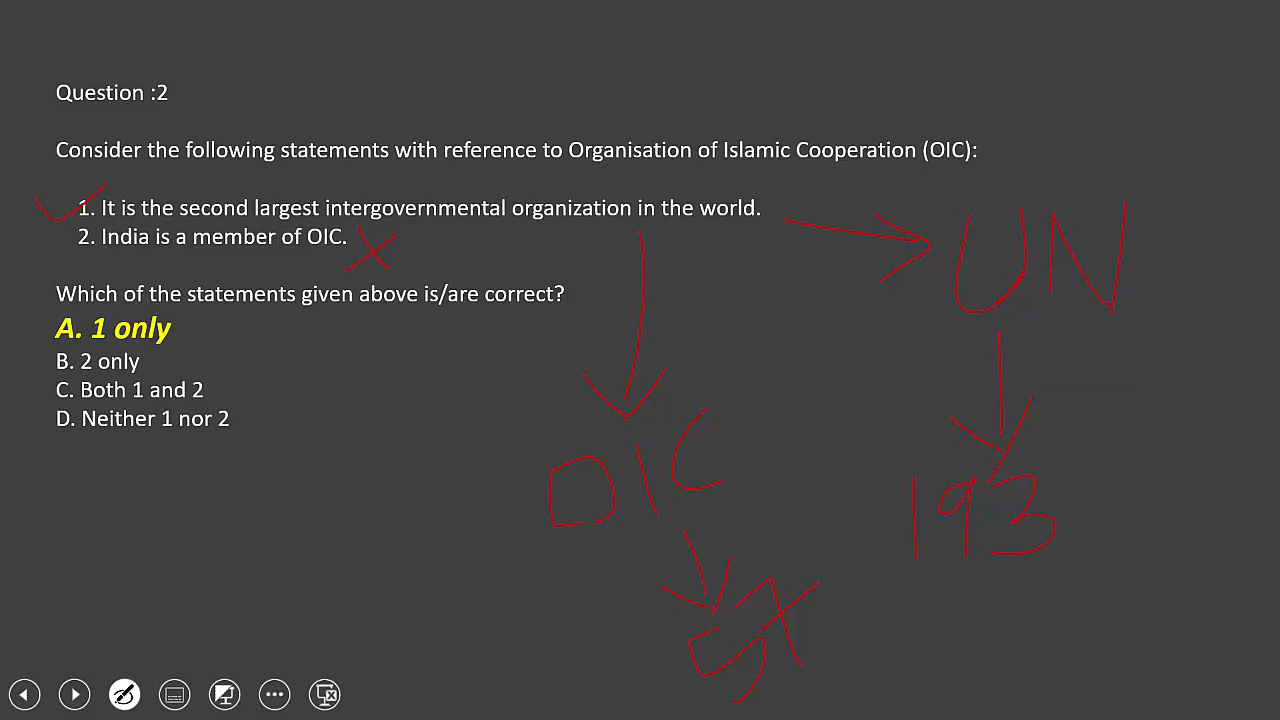 Question :2
Consider the following statements with reference to Organisation of Islamic Cooperation (OIC):
1. It is the second largest intergovernmental organization in the world.
2. India is a member of OIC.
Which of the statements given above is/are correct?
A. 1 only
B. 2 only
C. Both 1 and 2
D. Neither 1 nor 2
UN
OIC
193
57